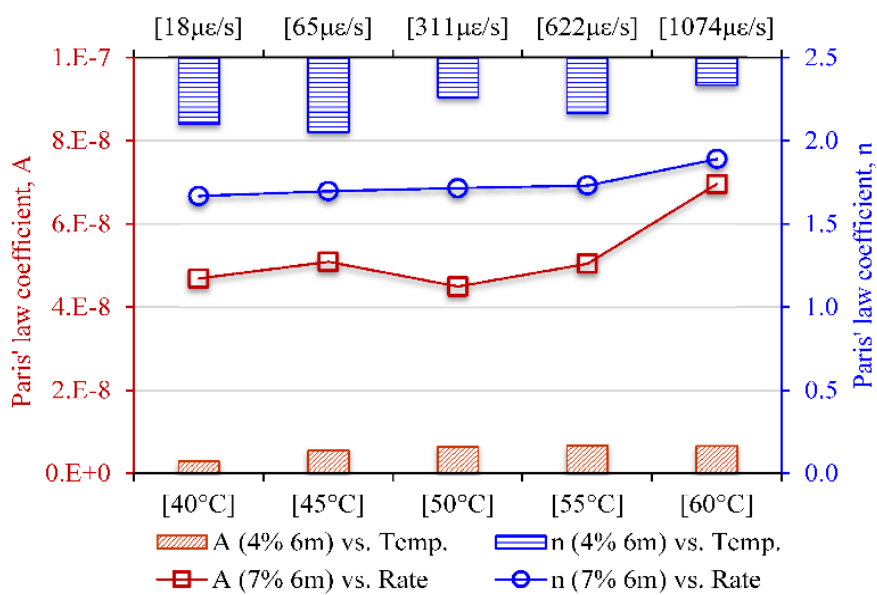 [18με/s] [65με/s] [311με/s] [622με/s] [1074με/s]
1.E-7 2.5
8.E-8 2.0
6.E-8 1.5
4.E-8 1.0
2.E-8 0.5
0.E+0 0.0
Paris' law coefficient, A
Paris' law coefficient, n
[40°C] [45°C] [50°C] [55°C] [60°C]
A (4% 6m) vs. Temp. n (4% 6m) vs. Temp.
A (7% 6m) vs. Rate n (7% 6m) vs. Rate